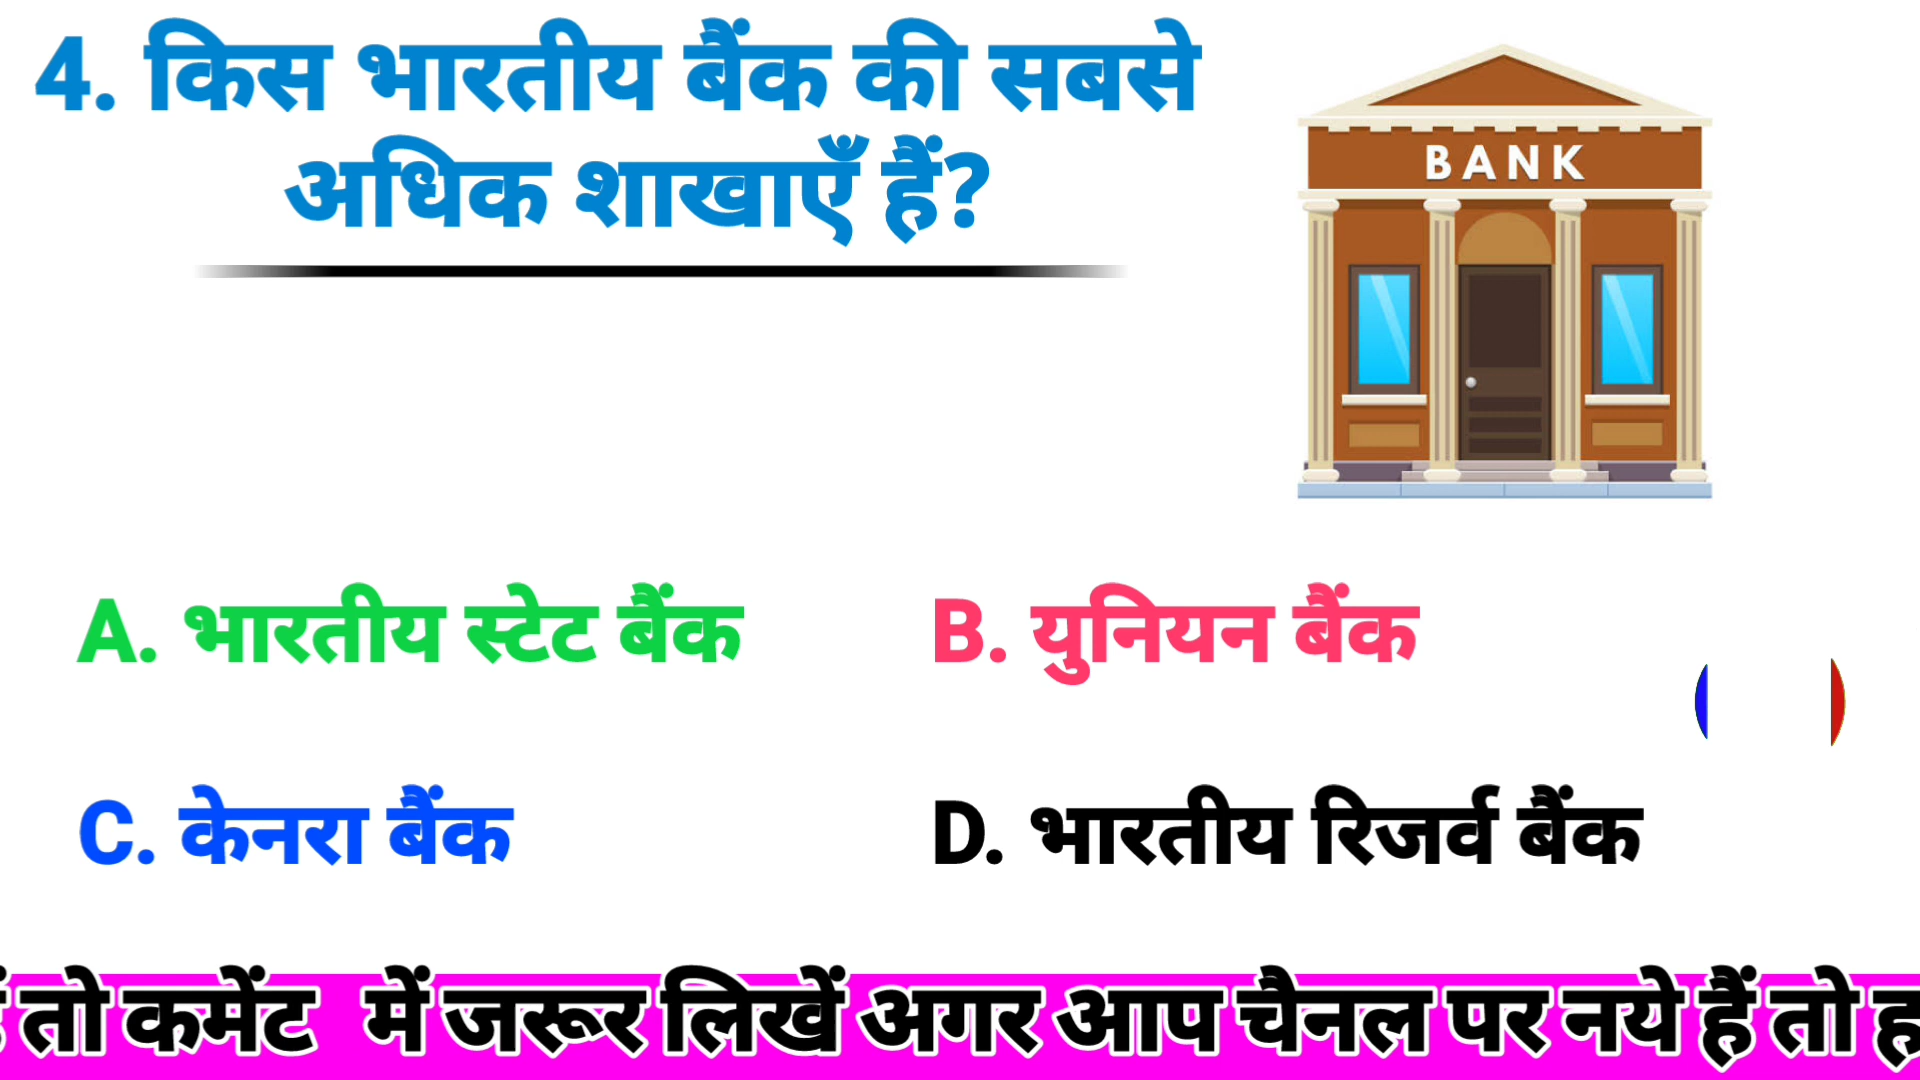 4. किस भारतीय बैंक की सबसे
अधिक शाखाएँ हैं?
BANK
A. भारतीय स्टेट बैंक
B. युनियन बैंक
C. केनरा बैंक
D. भारतीय रिजर्व बैंक
तो कमेंट में जरूर लिखें अगर आप चैनल पर नये हैं तो